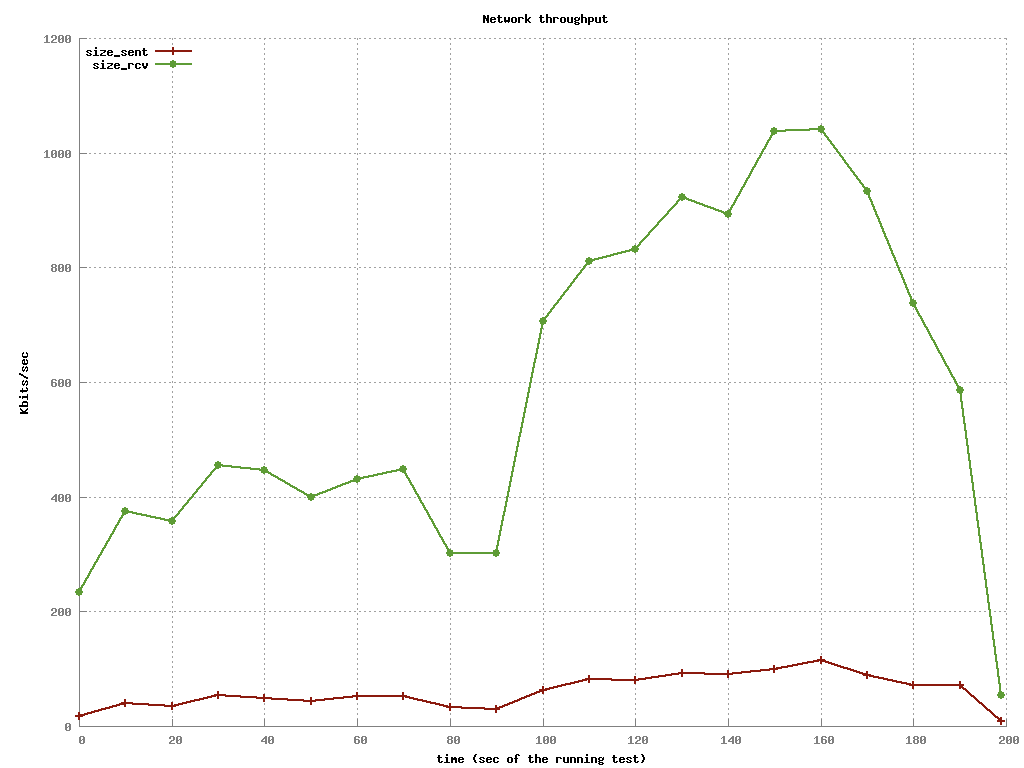 Network throughput
1200
size_sent
size_rcv
1000
800
600
400
200
0
Kbits/sec
0 20 40 60 80 100 120 140 160 180 200
time (sec of the running test)